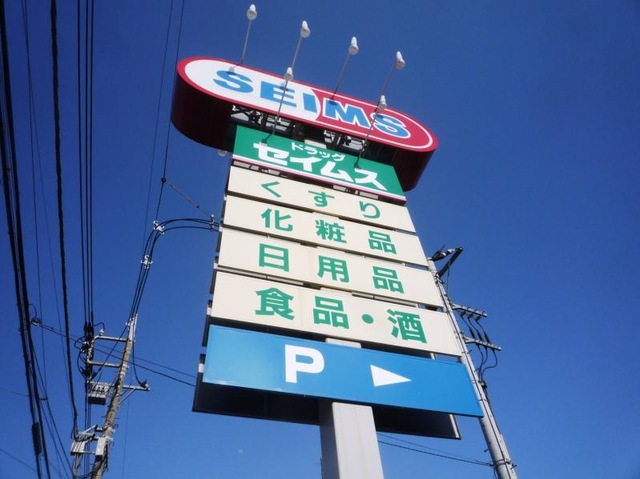 SEIMS
ドラッグ
セイムス
くすり
化粧品
日用品
食品・酒
P